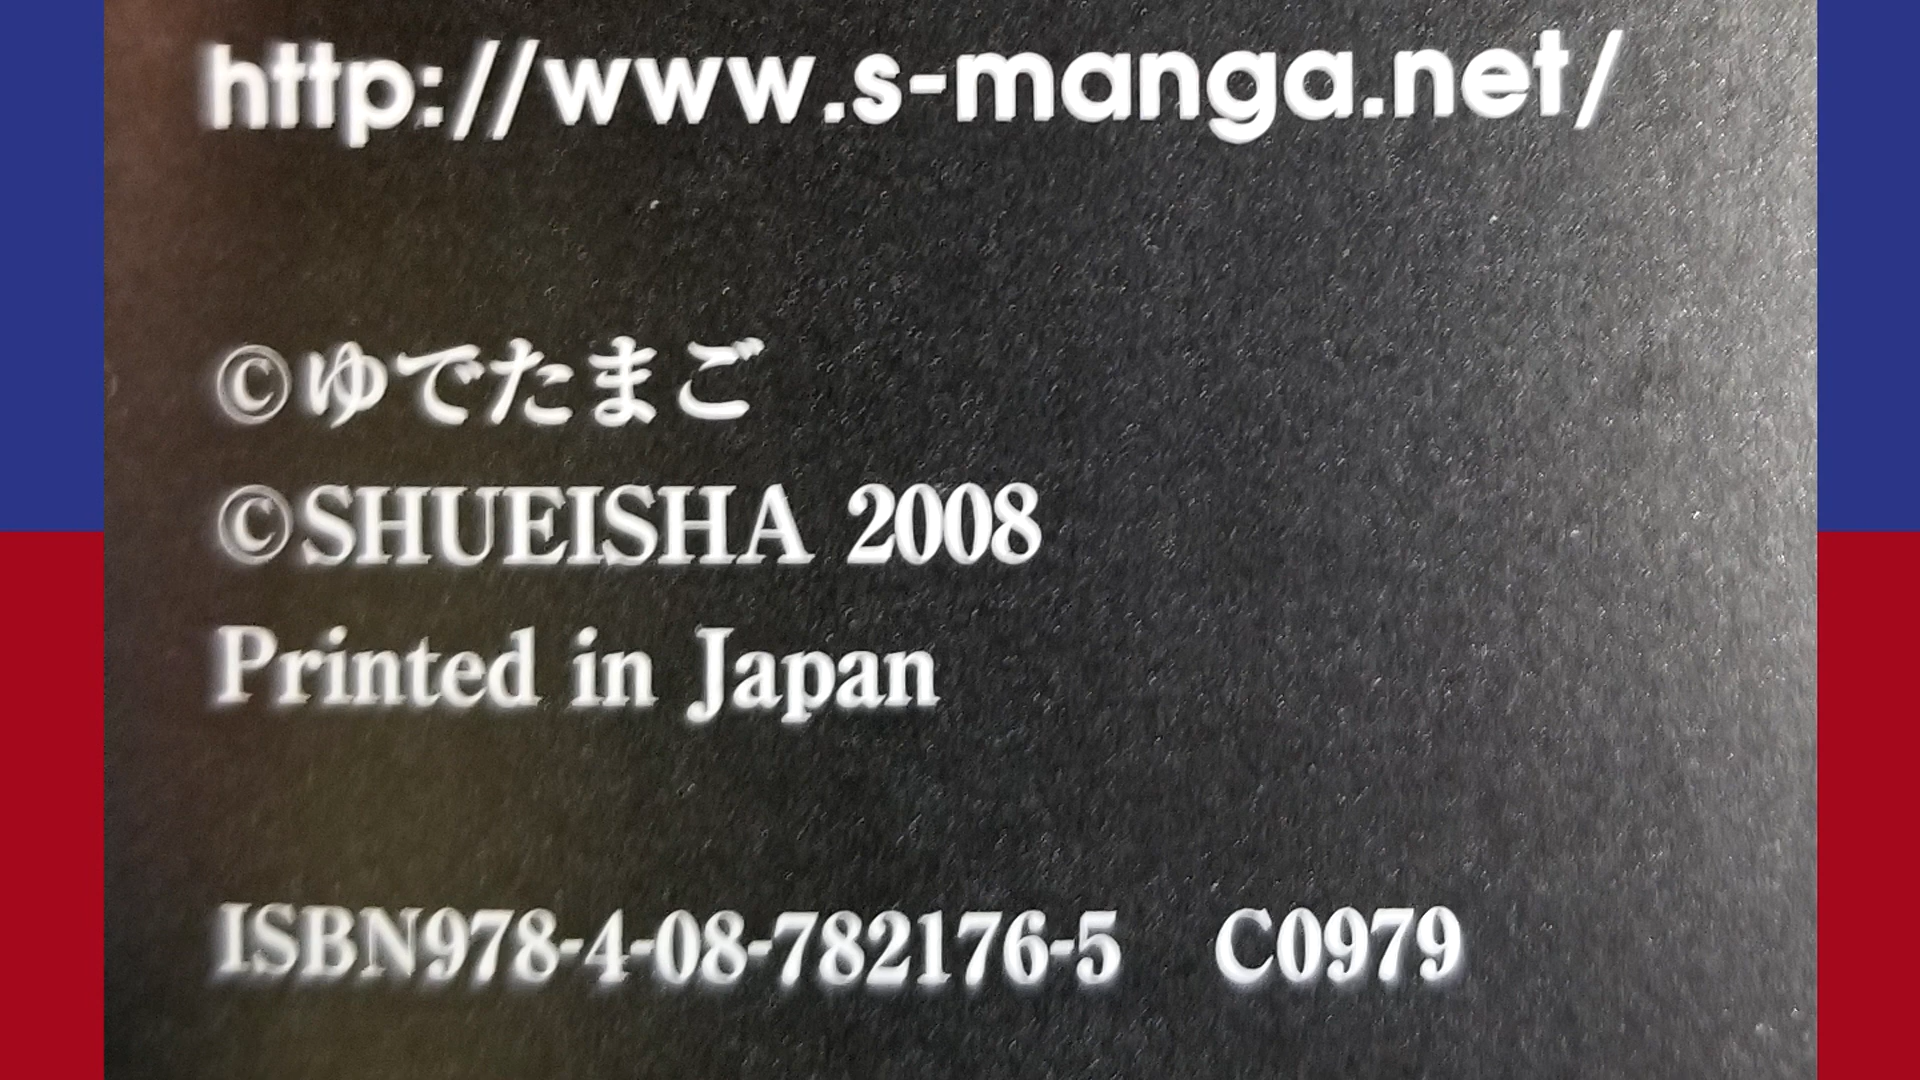 http://www.s-manga.net/
©ゆでたまご
©SHUEISHA 2008
Printed in Japan
ISBN978-4-08-782176-5 C0979